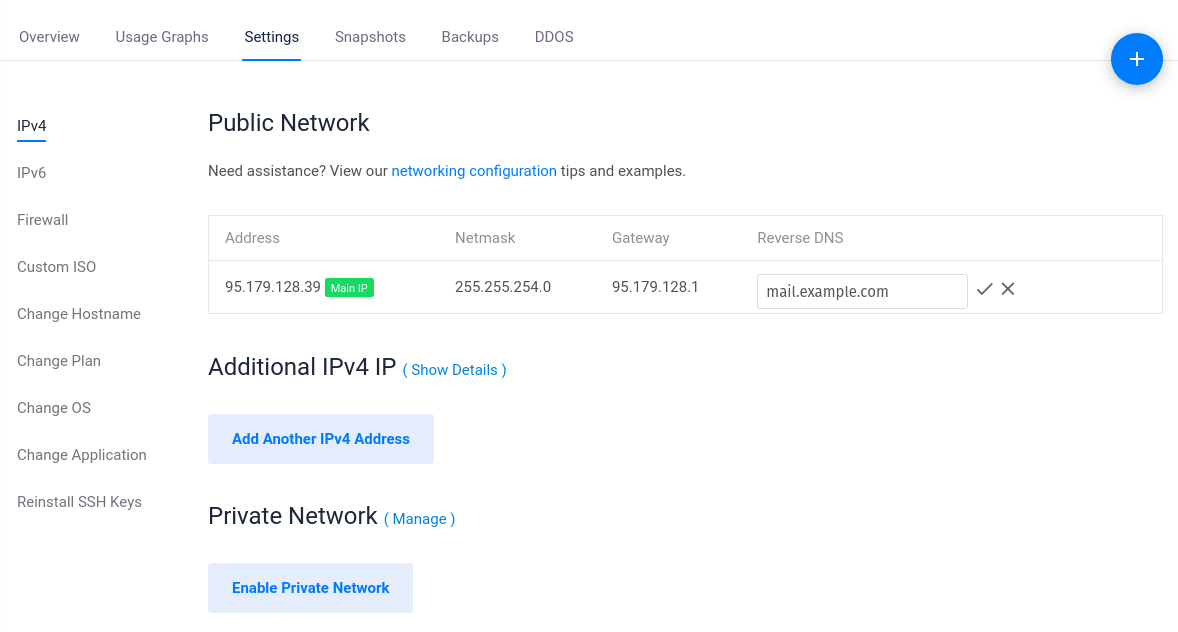 Overview Usage Graphs Settings Snapshots Backups DDOS
IPv4
IPv6
Firewall
Custom ISO
Change Hostname
Change Plan
Change OS
Change Application
Reinstall SSH Keys
Public Network
Need assistance? View our networking configuration tips and examples.
Address Netmask Gateway Reverse DNS
95.179.128.39 Main IP 255.255.254.0 95.179.128.1 mail.example.com
Additional IPv4 IP ( Show Details )
Add Another IPv4 Address
Private Network ( Manage )
Enable Private Network